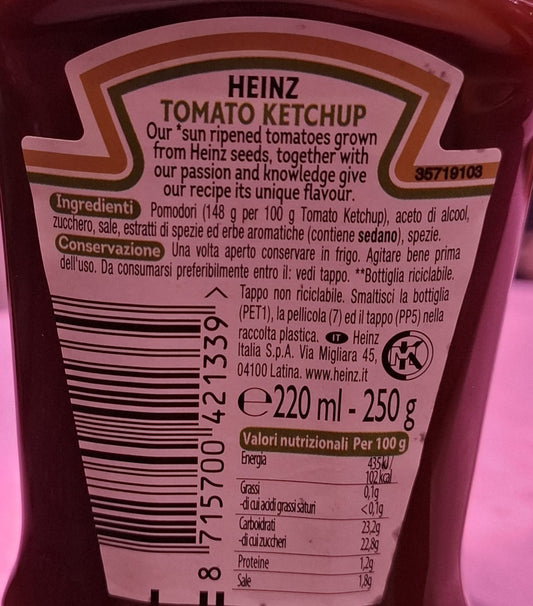 HEINZ
TOMATO KETCHUP
Our *sun ripened tomatoes grown
from Heinz seeds, together with
our passion and knowledge give
our recipe its unique flavour.
35719103
Ingredienti Pomodori (148 g per 100 g Tomato Ketchup), aceto di alcool,
zucchero, sale, estratti di spezie ed erbe aromatiche (contiene sedano), spezie.
Conservazione Una volta aperto conservare in frigo. Agitare bene prima
dell'uso. Da consumarsi preferibilmente entro il: vedi tappo. **Bottiglia riciclabile.
Tappo non riciclabile. Smaltisci la bottiglia
(PET1), la pellicola (7) ed il tappo (PP5) nella
raccolta plastica. IT Heinz
Italia S.p.A. Via Migliara 45,
04100 Latina. www.heinz.it
K
℮220 ml - 250 g
8 715700 421339 >
Valori nutrizionali Per 100 g
Energia 435kJ/
102 kcal
Grassi 0,1g
-di cui acidi grassi saturi <0,1g
Carboidrati 23,2g
-di cui zuccheri 22,8g
Proteine 1,2g
Sale 1,8g